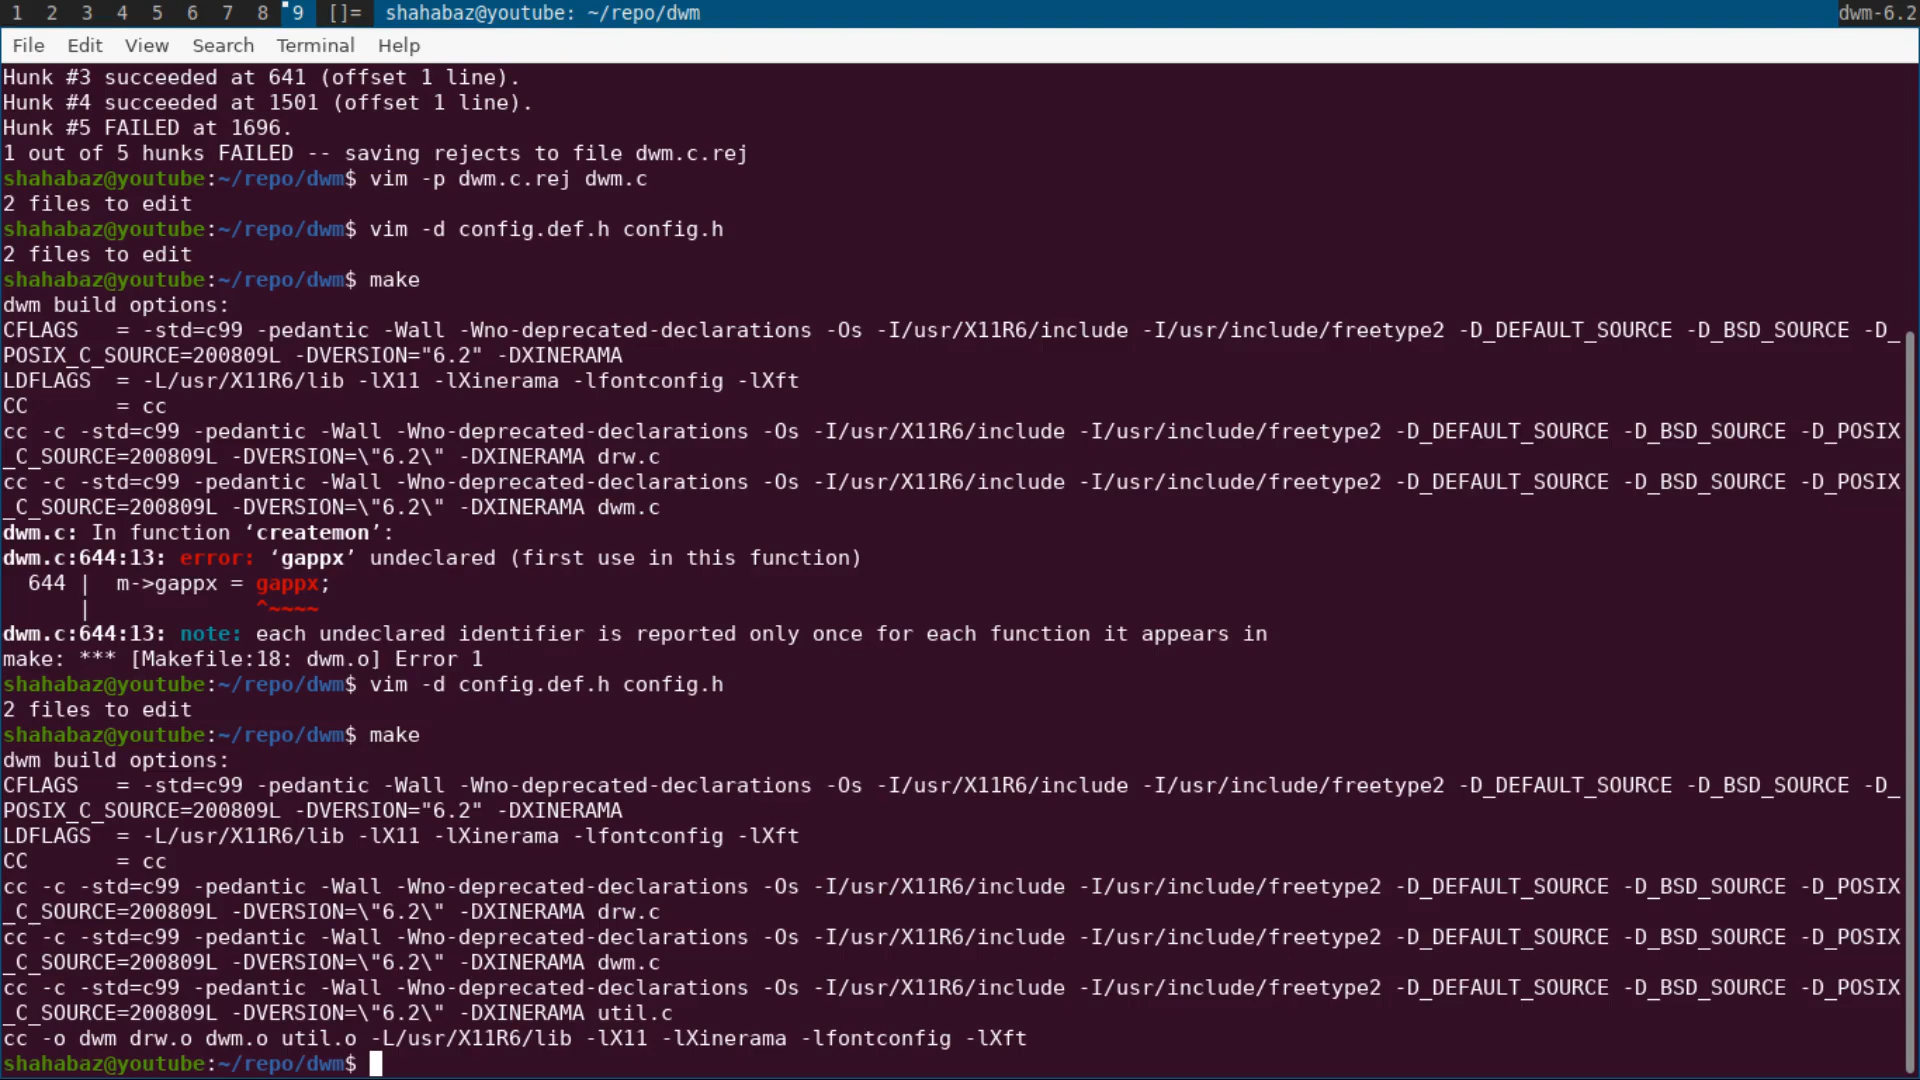 1 2 3 4 5 6 7 8 9 []= shahabaz@youtube: ~/repo/dwm dwm-6.2
File Edit View Search Terminal Help
Hunk #3 succeeded at 641 (offset 1 line).
Hunk #4 succeeded at 1501 (offset 1 line).
Hunk #5 FAILED at 1696.
1 out of 5 hunks FAILED -- saving rejects to file dwm.c.rej
shahabaz@youtube:~/repo/dwm$ vim -p dwm.c.rej dwm.c
2 files to edit
shahabaz@youtube:~/repo/dwm$ vim -d config.def.h config.h
2 files to edit
shahabaz@youtube:~/repo/dwm$ make
dwm build options:
CFLAGS   = -std=c99 -pedantic -Wall -Wno-deprecated-declarations -Os -I/usr/X11R6/include -I/usr/include/freetype2 -D_DEFAULT_SOURCE -D_BSD_SOURCE -D_
POSIX_C_SOURCE=200809L -DVERSION="6.2" -DXINERAMA
LDFLAGS  = -L/usr/X11R6/lib -lX11 -lXinerama -lfontconfig -lXft
CC       = cc
cc -c -std=c99 -pedantic -Wall -Wno-deprecated-declarations -Os -I/usr/X11R6/include -I/usr/include/freetype2 -D_DEFAULT_SOURCE -D_BSD_SOURCE -D_POSIX
_C_SOURCE=200809L -DVERSION=\"6.2\" -DXINERAMA drw.c
cc -c -std=c99 -pedantic -Wall -Wno-deprecated-declarations -Os -I/usr/X11R6/include -I/usr/include/freetype2 -D_DEFAULT_SOURCE -D_BSD_SOURCE -D_POSIX
_C_SOURCE=200809L -DVERSION=\"6.2\" -DXINERAMA dwm.c
dwm.c: In function ‘createmon’:
dwm.c:644:13: error: ‘gappx’ undeclared (first use in this function)
  644 |  m->gappx = gappx;
      |             ^~~~~
dwm.c:644:13: note: each undeclared identifier is reported only once for each function it appears in
make: *** [Makefile:18: dwm.o] Error 1
shahabaz@youtube:~/repo/dwm$ vim -d config.def.h config.h
2 files to edit
shahabaz@youtube:~/repo/dwm$ make
dwm build options:
CFLAGS   = -std=c99 -pedantic -Wall -Wno-deprecated-declarations -Os -I/usr/X11R6/include -I/usr/include/freetype2 -D_DEFAULT_SOURCE -D_BSD_SOURCE -D_
POSIX_C_SOURCE=200809L -DVERSION="6.2" -DXINERAMA
LDFLAGS  = -L/usr/X11R6/lib -lX11 -lXinerama -lfontconfig -lXft
CC       = cc
cc -c -std=c99 -pedantic -Wall -Wno-deprecated-declarations -Os -I/usr/X11R6/include -I/usr/include/freetype2 -D_DEFAULT_SOURCE -D_BSD_SOURCE -D_POSIX
_C_SOURCE=200809L -DVERSION=\"6.2\" -DXINERAMA drw.c
cc -c -std=c99 -pedantic -Wall -Wno-deprecated-declarations -Os -I/usr/X11R6/include -I/usr/include/freetype2 -D_DEFAULT_SOURCE -D_BSD_SOURCE -D_POSIX
_C_SOURCE=200809L -DVERSION=\"6.2\" -DXINERAMA dwm.c
cc -c -std=c99 -pedantic -Wall -Wno-deprecated-declarations -Os -I/usr/X11R6/include -I/usr/include/freetype2 -D_DEFAULT_SOURCE -D_BSD_SOURCE -D_POSIX
_C_SOURCE=200809L -DVERSION=\"6.2\" -DXINERAMA util.c
cc -o dwm drw.o dwm.o util.o -L/usr/X11R6/lib -lX11 -lXinerama -lfontconfig -lXft
shahabaz@youtube:~/repo/dwm$